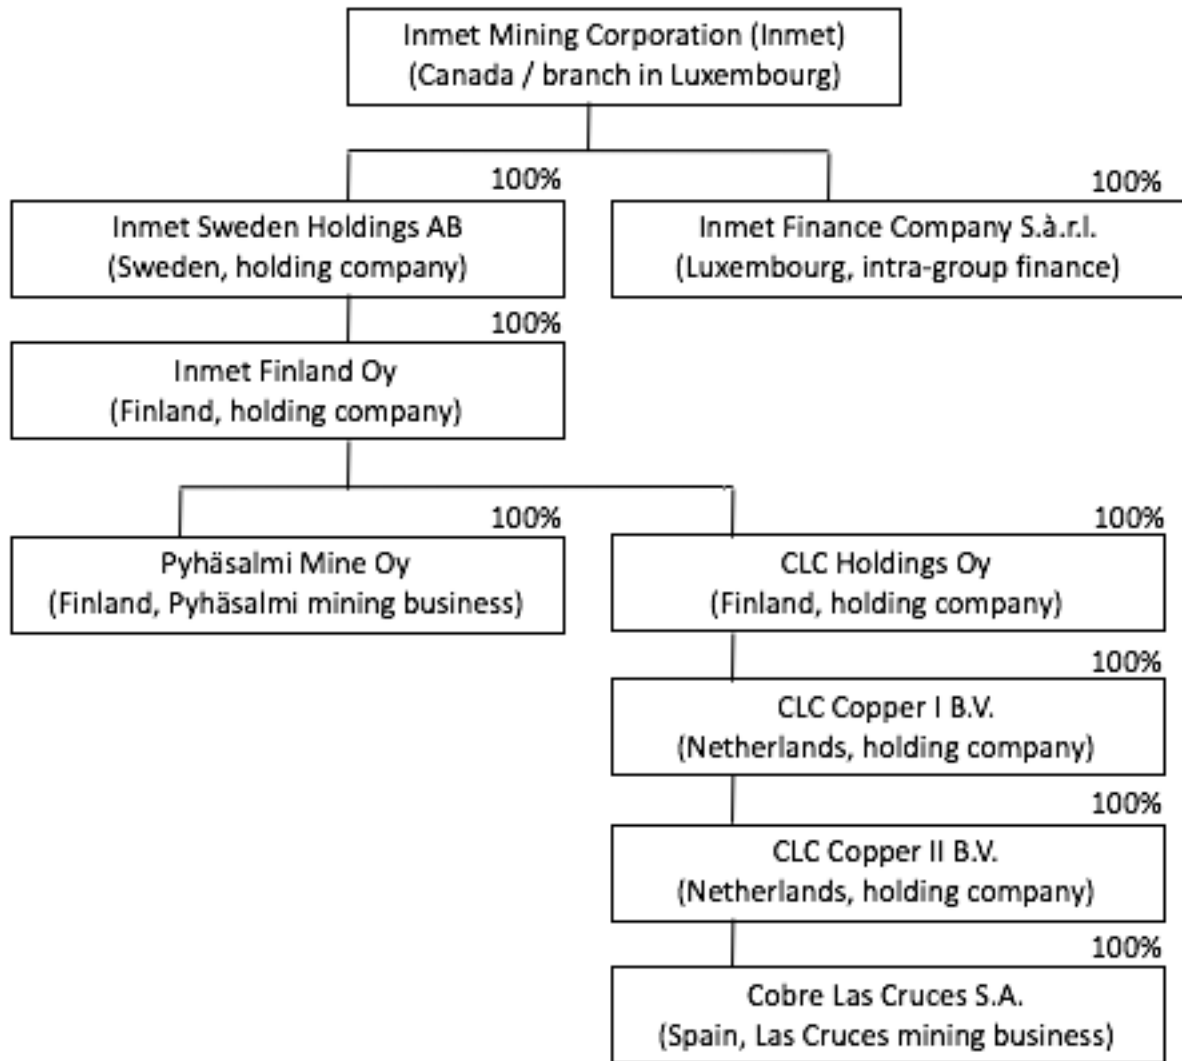 Inmet Mining Corporation (Inmet)
(Canada / branch in Luxembourg)
100%
100%
Inmet Sweden Holdings AB
(Sweden, holding company)
Inmet Finance Company S.à.r.l.
(Luxembourg, intra-group finance)
100%
Inmet Finland Oy
(Finland, holding company)
100%
100%
Pyhäsalmi Mine Oy
(Finland, Pyhäsalmi mining business)
CLC Holdings Oy
(Finland, holding company)
100%
CLC Copper I B.V.
(Netherlands, holding company)
100%
CLC Copper II B.V.
(Netherlands, holding company)
100%
Cobre Las Cruces S.A.
(Spain, Las Cruces mining business)